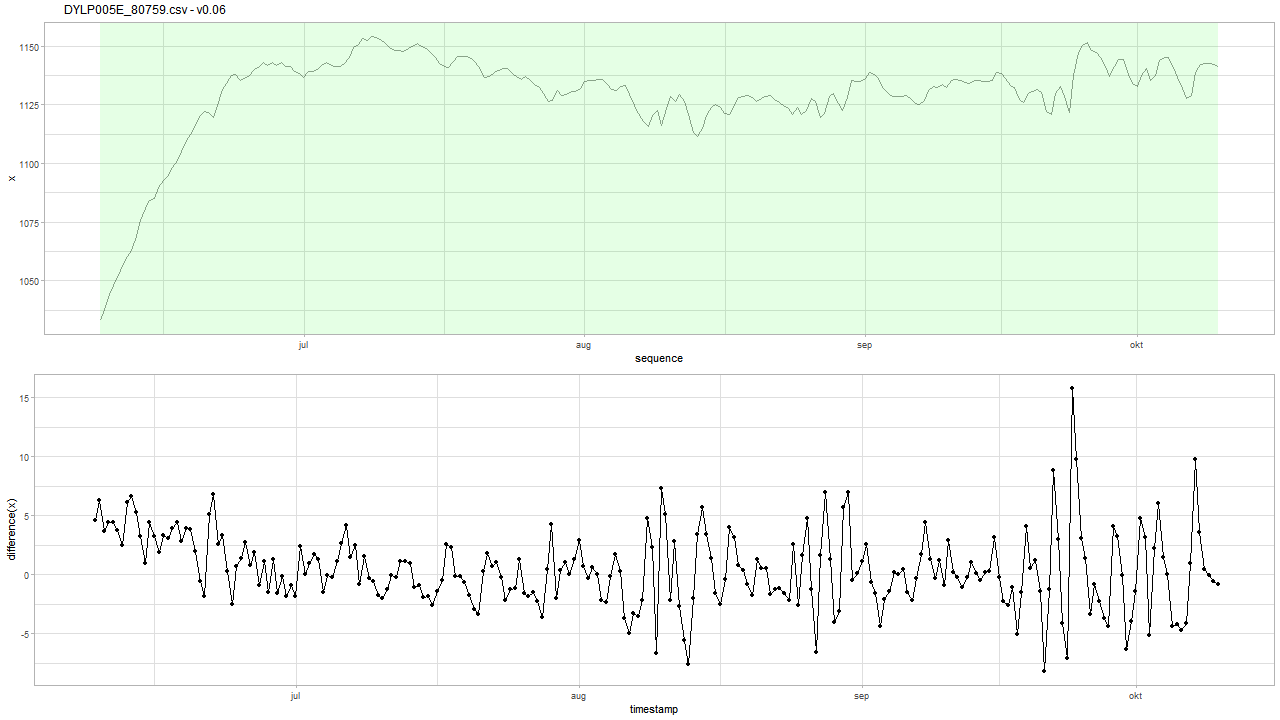 DYLP005E_80759.csv - v0.06
1150
1125
1100
1075
1050
x
jul
aug
sep
okt
sequence
15
10
5
0
-5
difference(x)
jul
aug
sep
okt
timestamp